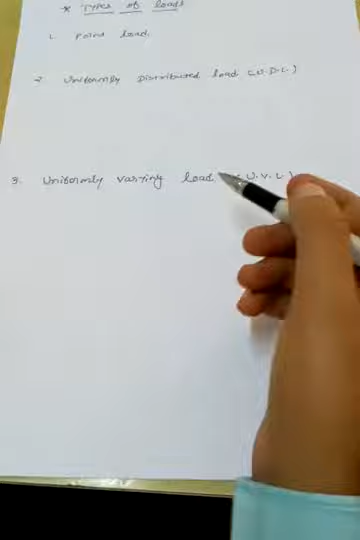 * Types of loads
1. Point load.
2. Uniformly Distributed load (U.D.L.)
3. Uniformly varying load (U.V.L.)